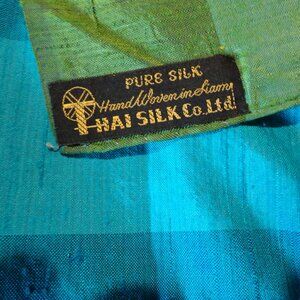 PURE SILK
Hand Woven in Siam
THAI SILK Co. Ltd.